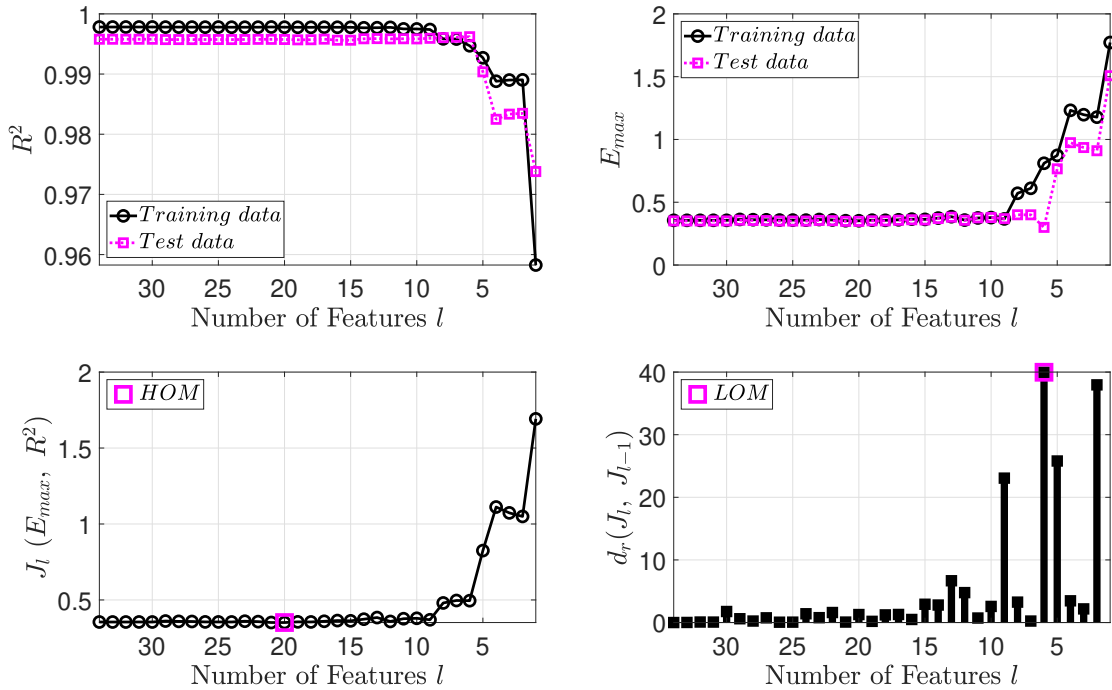 1
0.99
0.98
0.97
0.96
R²
Training data
Test data
30 25 20 15 10 5
Number of Features l
2
1.5
1
0.5
0
E_max
Training data
Test data
30 25 20 15 10 5
Number of Features l
2
1.5
1
0.5
J_l (E_max, R²)
HOM
30 25 20 15 10 5
Number of Features l
40
30
20
10
0
d_r(J_l, J_{l−1})
LOM
30 25 20 15 10 5
Number of Features l